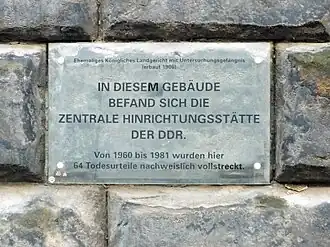 Ehemaliges Königliches Landgericht mit Untersuchungsgefängnis
(erbaut 1906)
IN DIESEM GEBÄUDE
BEFAND SICH DIE
ZENTRALE HINRICHTUNGSSTÄTTE
DER DDR.
Von 1960 bis 1981 wurden hier
64 Todesurteile nachweislich vollstreckt.